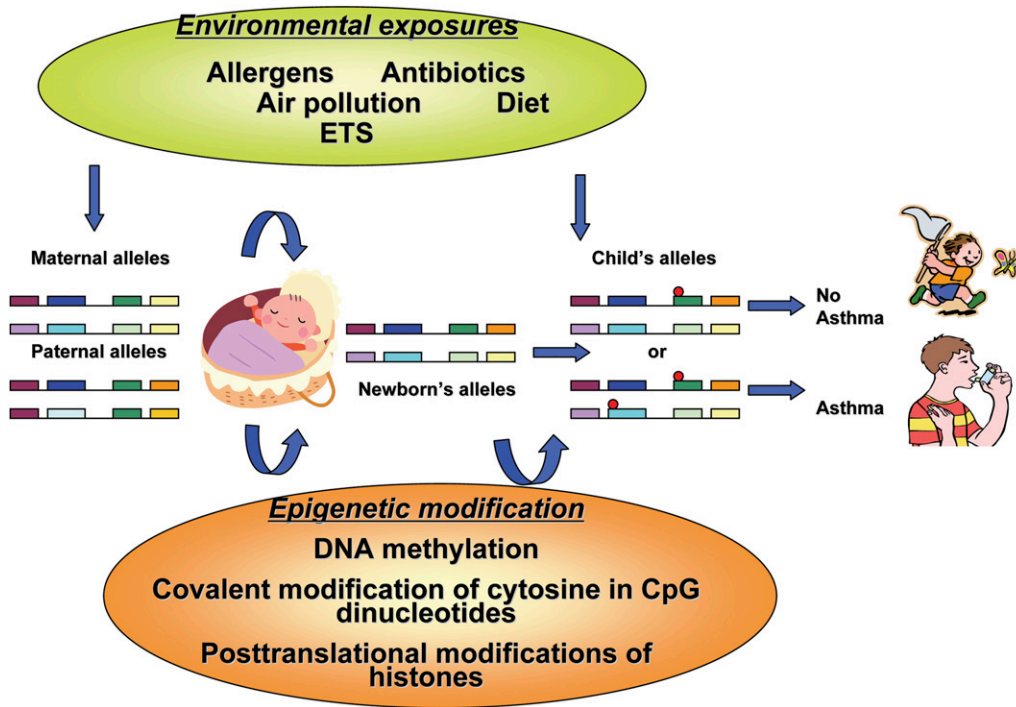 Environmental exposures
Allergens Antibiotics
Air pollution Diet
ETS
Maternal alleles
Paternal alleles
Newborn's alleles
Child's alleles
or
No
Asthma
Asthma
Epigenetic modification
DNA methylation
Covalent modification of cytosine in CpG
dinucleotides
Posttranslational modifications of
histones